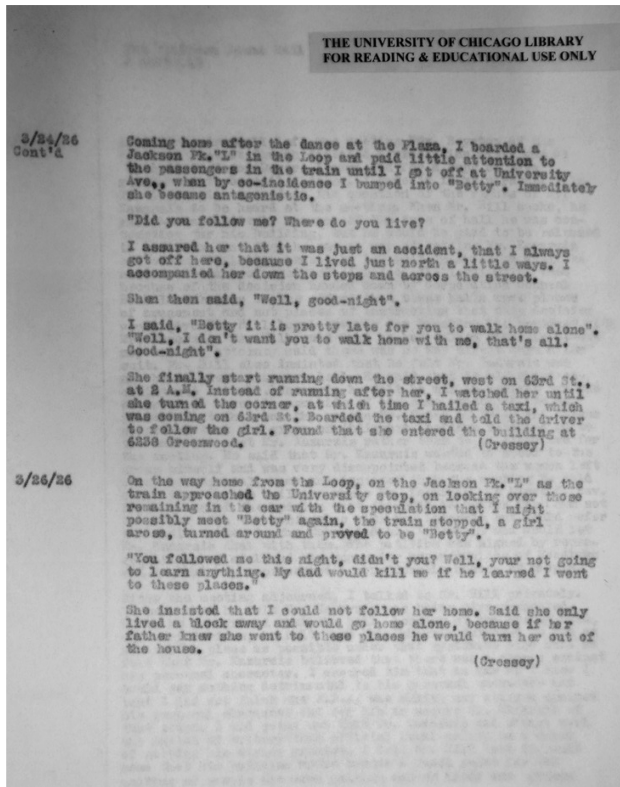 THE UNIVERSITY OF CHICAGO LIBRARY
FOR READING & EDUCATIONAL USE ONLY
3/24/26
Cont'd
Coming home after the dance at the Plaza, I boarded a
Jackson Pk."L" in the Loop and paid little attention to
the passengers in the train until I got off at University
Ave., when by co-incidence I bumped into "Betty". Immediately
she became antagonistic.
"Did you follow me? Where do you live?
I assured her that it was just an accident, that I always
got off here, because I lived just north a little ways. I
accompanied her down the steps and across the street.
Shen then said, "Well, good-night".
I said, "Betty it is pretty late for you to walk home alone".
"Well, I don't want you to walk home with me, that's all.
Good-night".
She finally start running down the street, west on 63rd St.,
at 2 A.M. Instead of running after her, I watched her until
she turned the corner, at which time I hailed a taxi, which
was coming on 63rd St. Boarded the taxi and told the driver
to follow the girl. Found that she entered the building at
6238 Greenwood. (Cressey)
3/26/26
On the way home from the Loop, on the Jackson Pk."L" as the
train approached the University stop, on looking over those
remaining in the car with the speculation that I might
possibly meet "Betty" again, the train stopped, a girl
arose, turned around and proved to be "Betty".
"You followed me this night, didn't you? Well, your not going
to learn anything. My dad would kill me if he learned I went
to these places."
She insisted that I could not follow her home. Said she only
lived a block away and would go home alone, because if her
father knew she went to these places he would turn her out of
the house.
(Cressey)